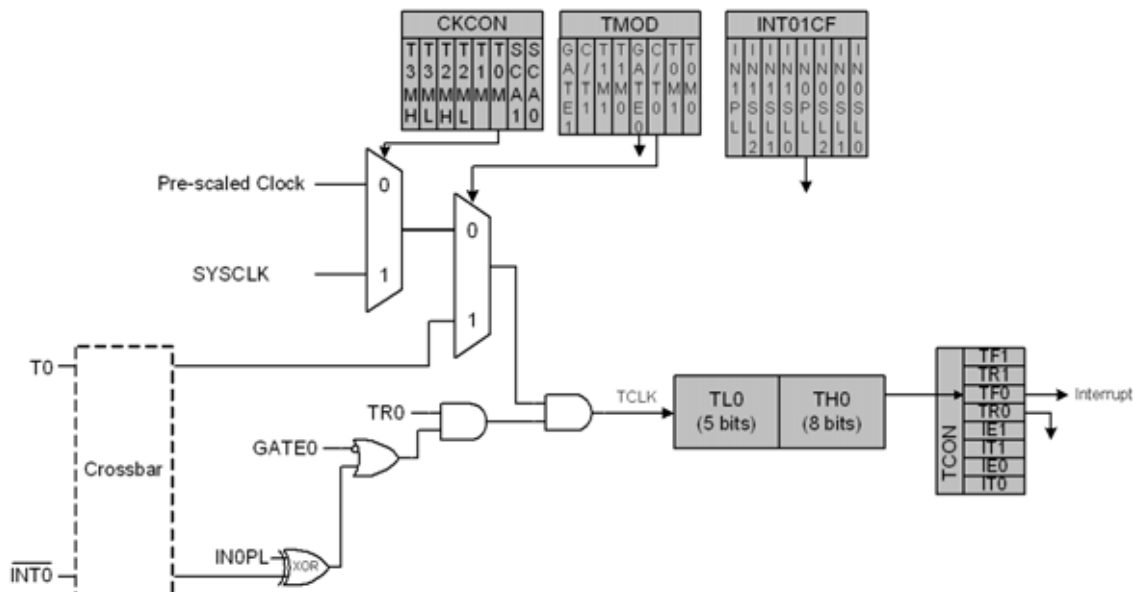 CKCON
TMOD
INT01CF
T3MH
T3ML
T2MH
T2ML
T1M
T0M
SCA1
SCA0
GATE1
C/T1
T1M1
T1M0
GATE0
C/T0
T0M1
T0M0
IN1PL
IN1SL2
IN1SL1
IN1SL0
IN0PL
IN0SL2
IN0SL1
IN0SL0
Pre-scaled Clock
0
SYSCLK
1
0
1
T0
Crossbar
INT0
TR0
GATE0
IN0PL
XOR
TCLK
TL0
(5 bits)
TH0
(8 bits)
TCON
TF1
TR1
TF0
TR0
IE1
IT1
IE0
IT0
Interrupt